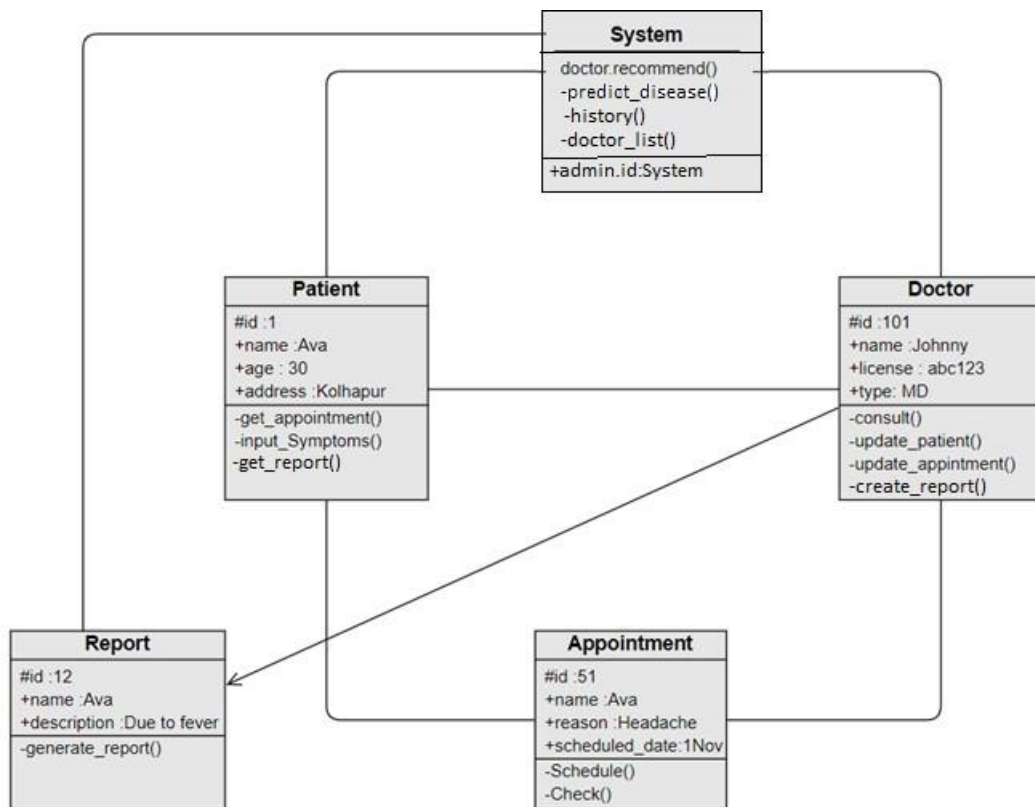 System
doctor.recommend()
-predict_disease()
-history()
-doctor_list()
+admin.id:System
Patient
#id :1
+name :Ava
+age : 30
+address :Kolhapur
-get_appointment()
-input_Symptoms()
-get_report()
Doctor
#id :101
+name :Johnny
+license : abc123
+type: MD
-consult()
-update_patient()
-update_appintment()
-create_report()
Report
#id :12
+name :Ava
+description :Due to fever
-generate_report()
Appointment
#id :51
+name :Ava
+reason :Headache
+scheduled_date:1Nov
-Schedule()
-Check()